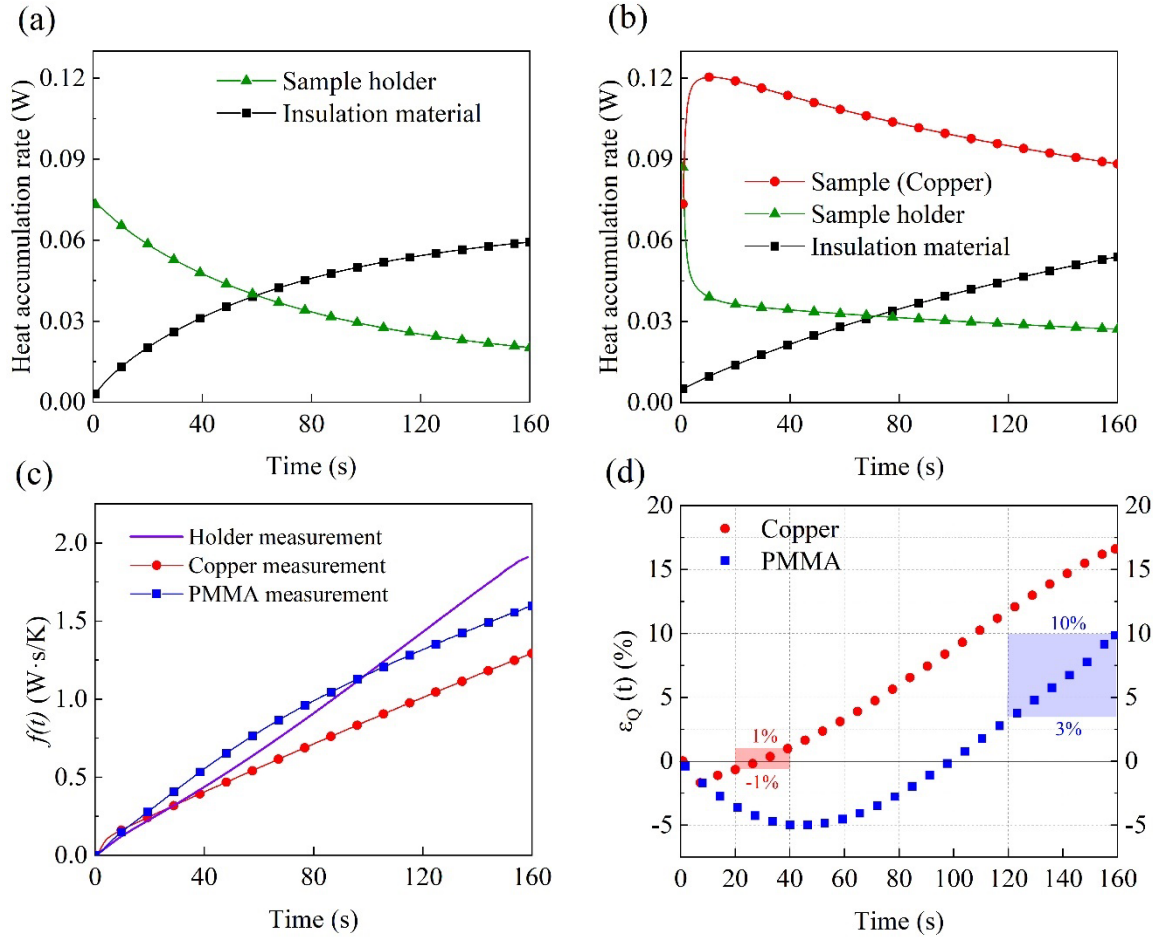 (a)
Heat accumulation rate (W)
0.12
0.09
0.06
0.03
0.00
Sample holder
Insulation material
0 40 80 120 160
Time (s)
(b)
Heat accumulation rate (W)
0.12
0.09
0.06
0.03
0.00
Sample (Copper)
Sample holder
Insulation material
0 40 80 120 160
Time (s)
(c)
f(t) (W·s/K)
2.0
1.5
1.0
0.5
0.0
Holder measurement
Copper measurement
PMMA measurement
0 40 80 120 160
Time (s)
(d)
εQ (t) (%)
20
15
10
5
0
-5
Copper
PMMA
1%
-1%
10%
3%
20
15
10
5
0
-5
0 20 40 60 80 100 120 140 160
Time (s)